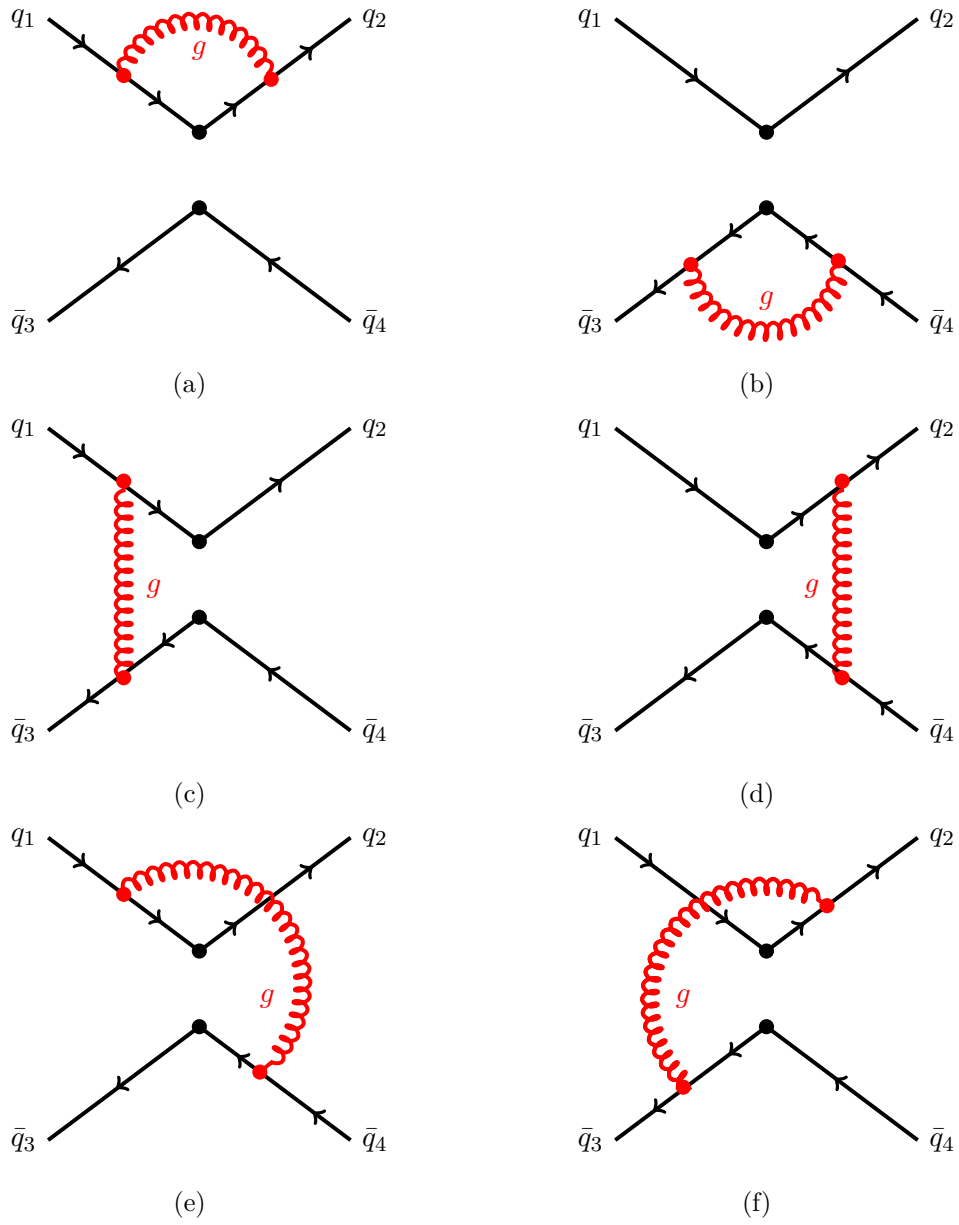 q₁ q₂ q₁ q₂
g
g
q̄₃ q̄₄ q̄₃ q̄₄
(a) (b)
q₁ q₂ q₁ q₂
g g
q̄₃ q̄₄ q̄₃ q̄₄
(c) (d)
q₁ q₂ q₁ q₂
g g
q̄₃ q̄₄ q̄₃ q̄₄
(e) (f)